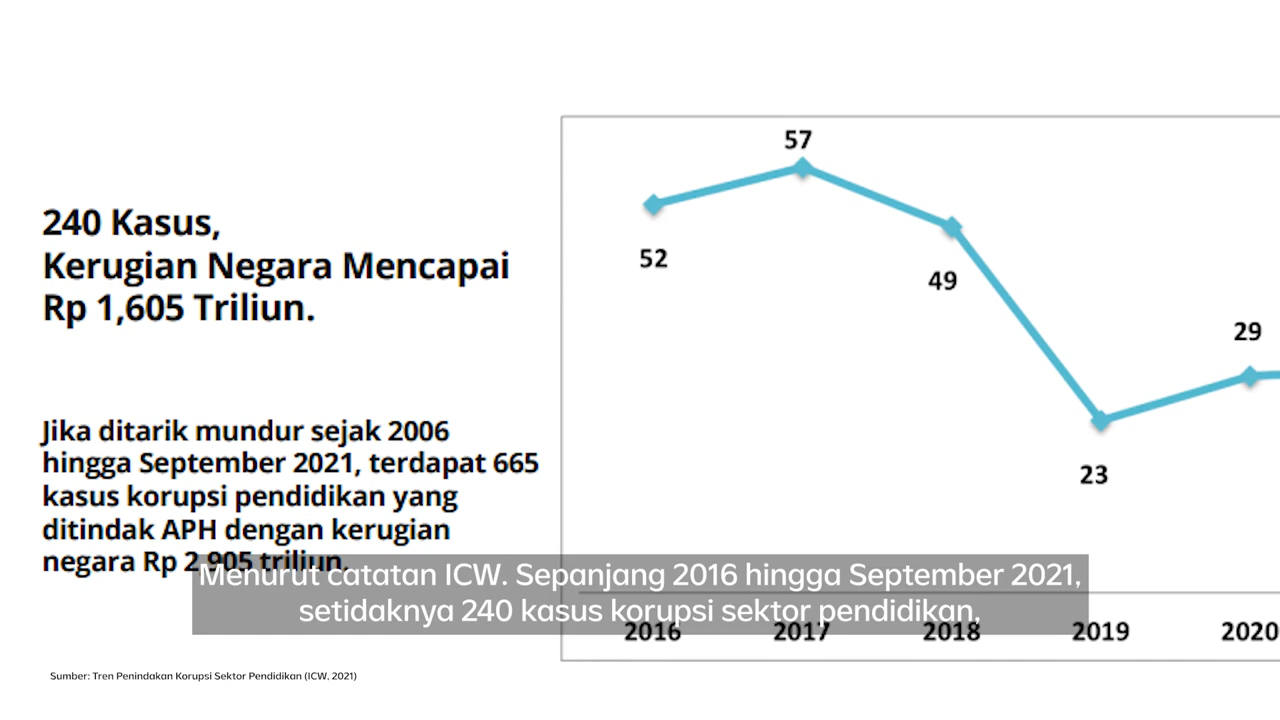 240 Kasus,
Kerugian Negara Mencapai
Rp 1,605 Triliun.
Jika ditarik mundur sejak 2006
hingga September 2021, terdapat 665
kasus korupsi pendidikan yang
ditindak APH dengan kerugian
negara Rp 2,905 triliun.
57
52
49
29
23
2016 2017 2018 2019 2020
Menurut catatan ICW. Sepanjang 2016 hingga September 2021,
setidaknya 240 kasus korupsi sektor pendidikan,
Sumber: Tren Penindakan Korupsi Sektor Pendidikan (ICW, 2021)